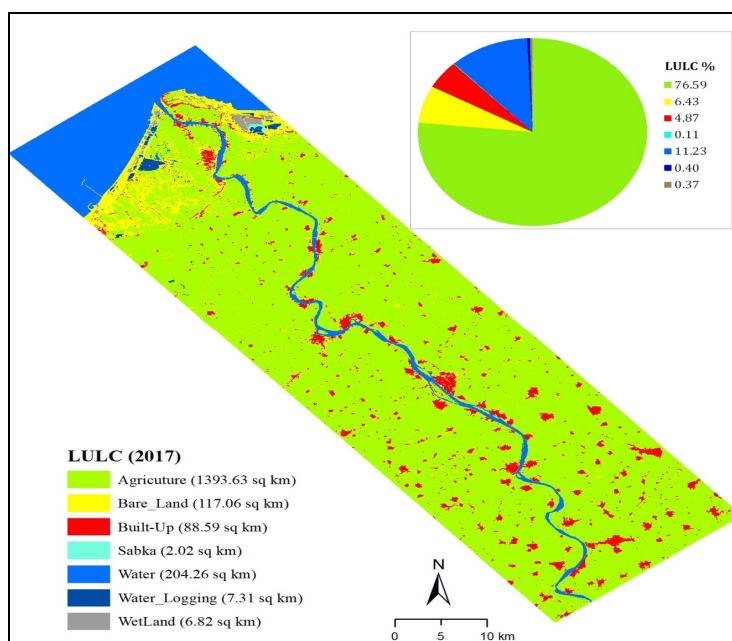 LULC %
76.59
6.43
4.87
0.11
11.23
0.40
0.37
LULC (2017)
Agricuture (1393.63 sq km)
Bare_Land (117.06 sq km)
Built-Up (88.59 sq km)
Sabka (2.02 sq km)
Water (204.26 sq km)
Water_Logging (7.31 sq km)
WetLand (6.82 sq km)
N
0 5 10 km